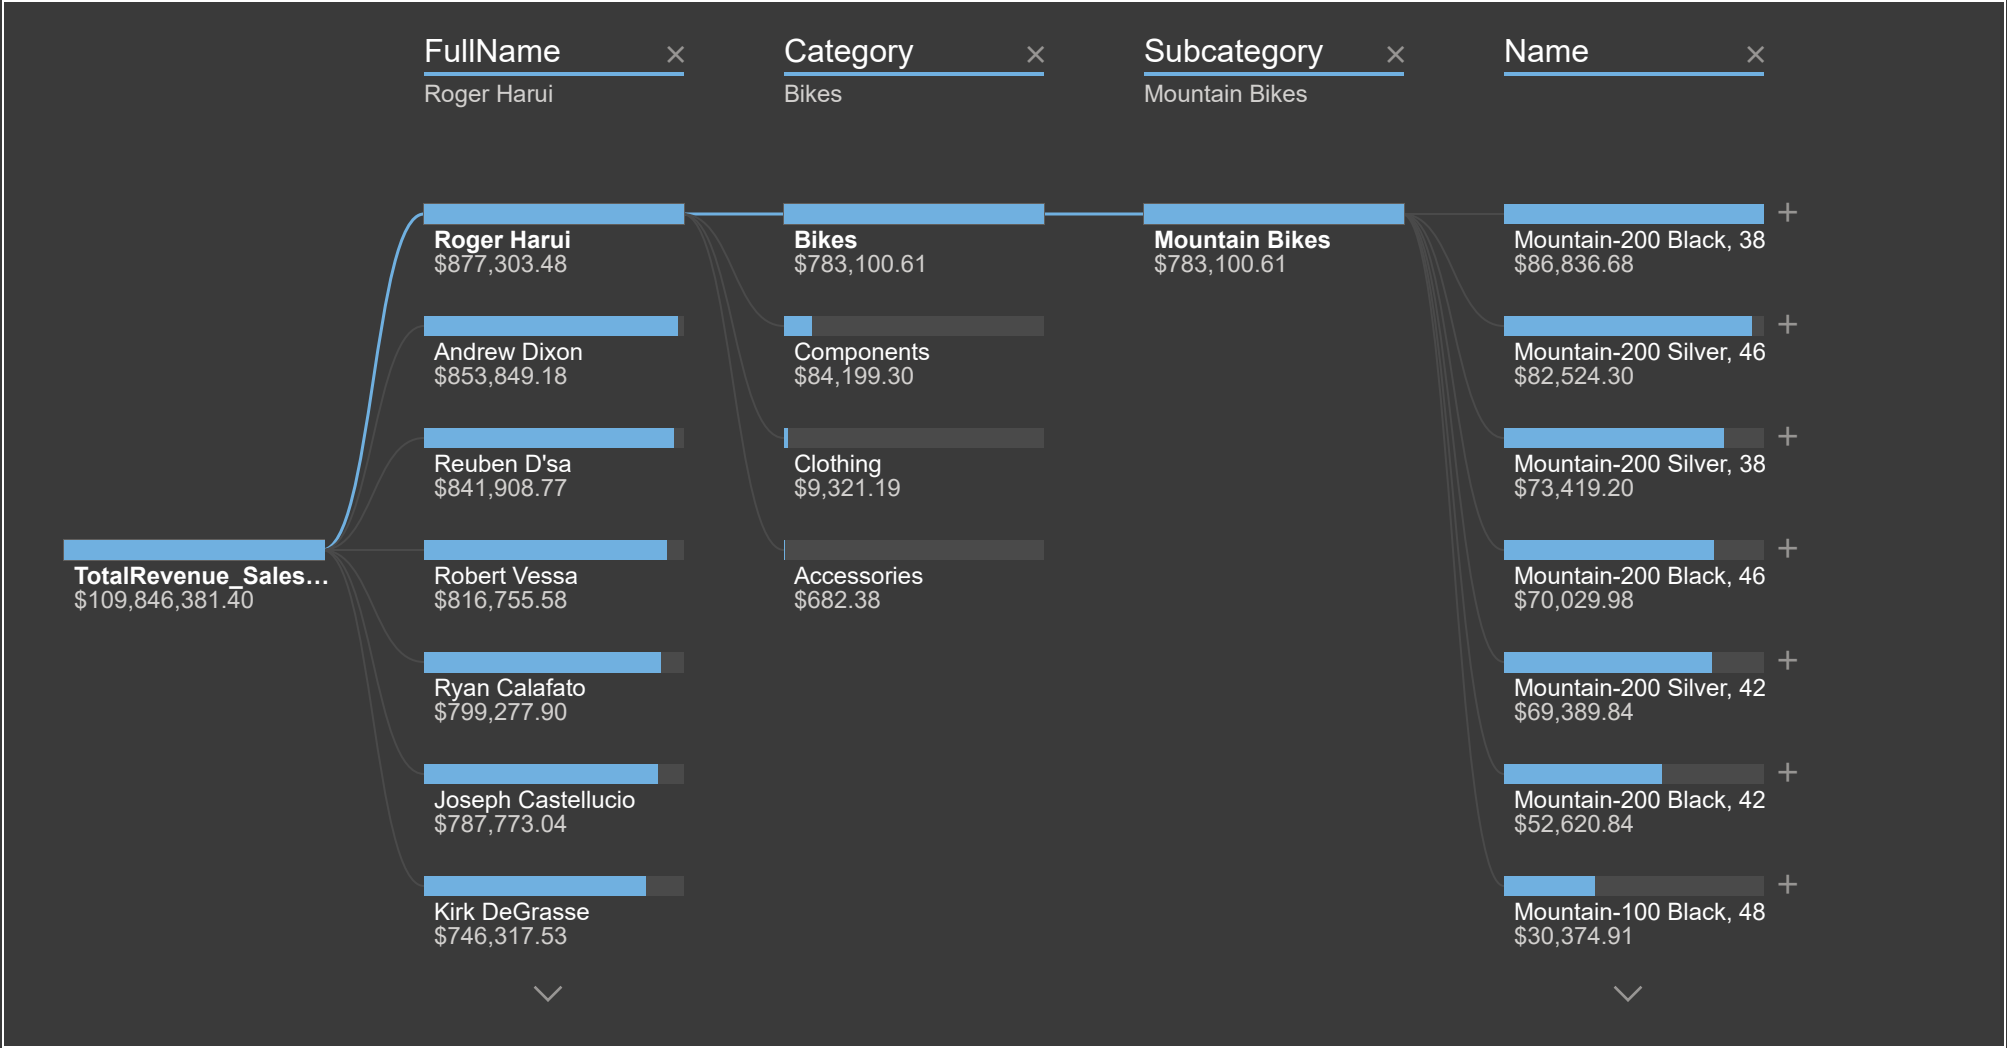 FullName
Roger Harui
Category
Bikes
Subcategory
Mountain Bikes
Name
TotalRevenue_Sales…
$109,846,381.40
Roger Harui
$877,303.48
Andrew Dixon
$853,849.18
Reuben D'sa
$841,908.77
Robert Vessa
$816,755.58
Ryan Calafato
$799,277.90
Joseph Castellucio
$787,773.04
Kirk DeGrasse
$746,317.53
Bikes
$783,100.61
Components
$84,199.30
Clothing
$9,321.19
Accessories
$682.38
Mountain Bikes
$783,100.61
Mountain-200 Black, 38
$86,836.68
Mountain-200 Silver, 46
$82,524.30
Mountain-200 Silver, 38
$73,419.20
Mountain-200 Black, 46
$70,029.98
Mountain-200 Silver, 42
$69,389.84
Mountain-200 Black, 42
$52,620.84
Mountain-100 Black, 48
$30,374.91